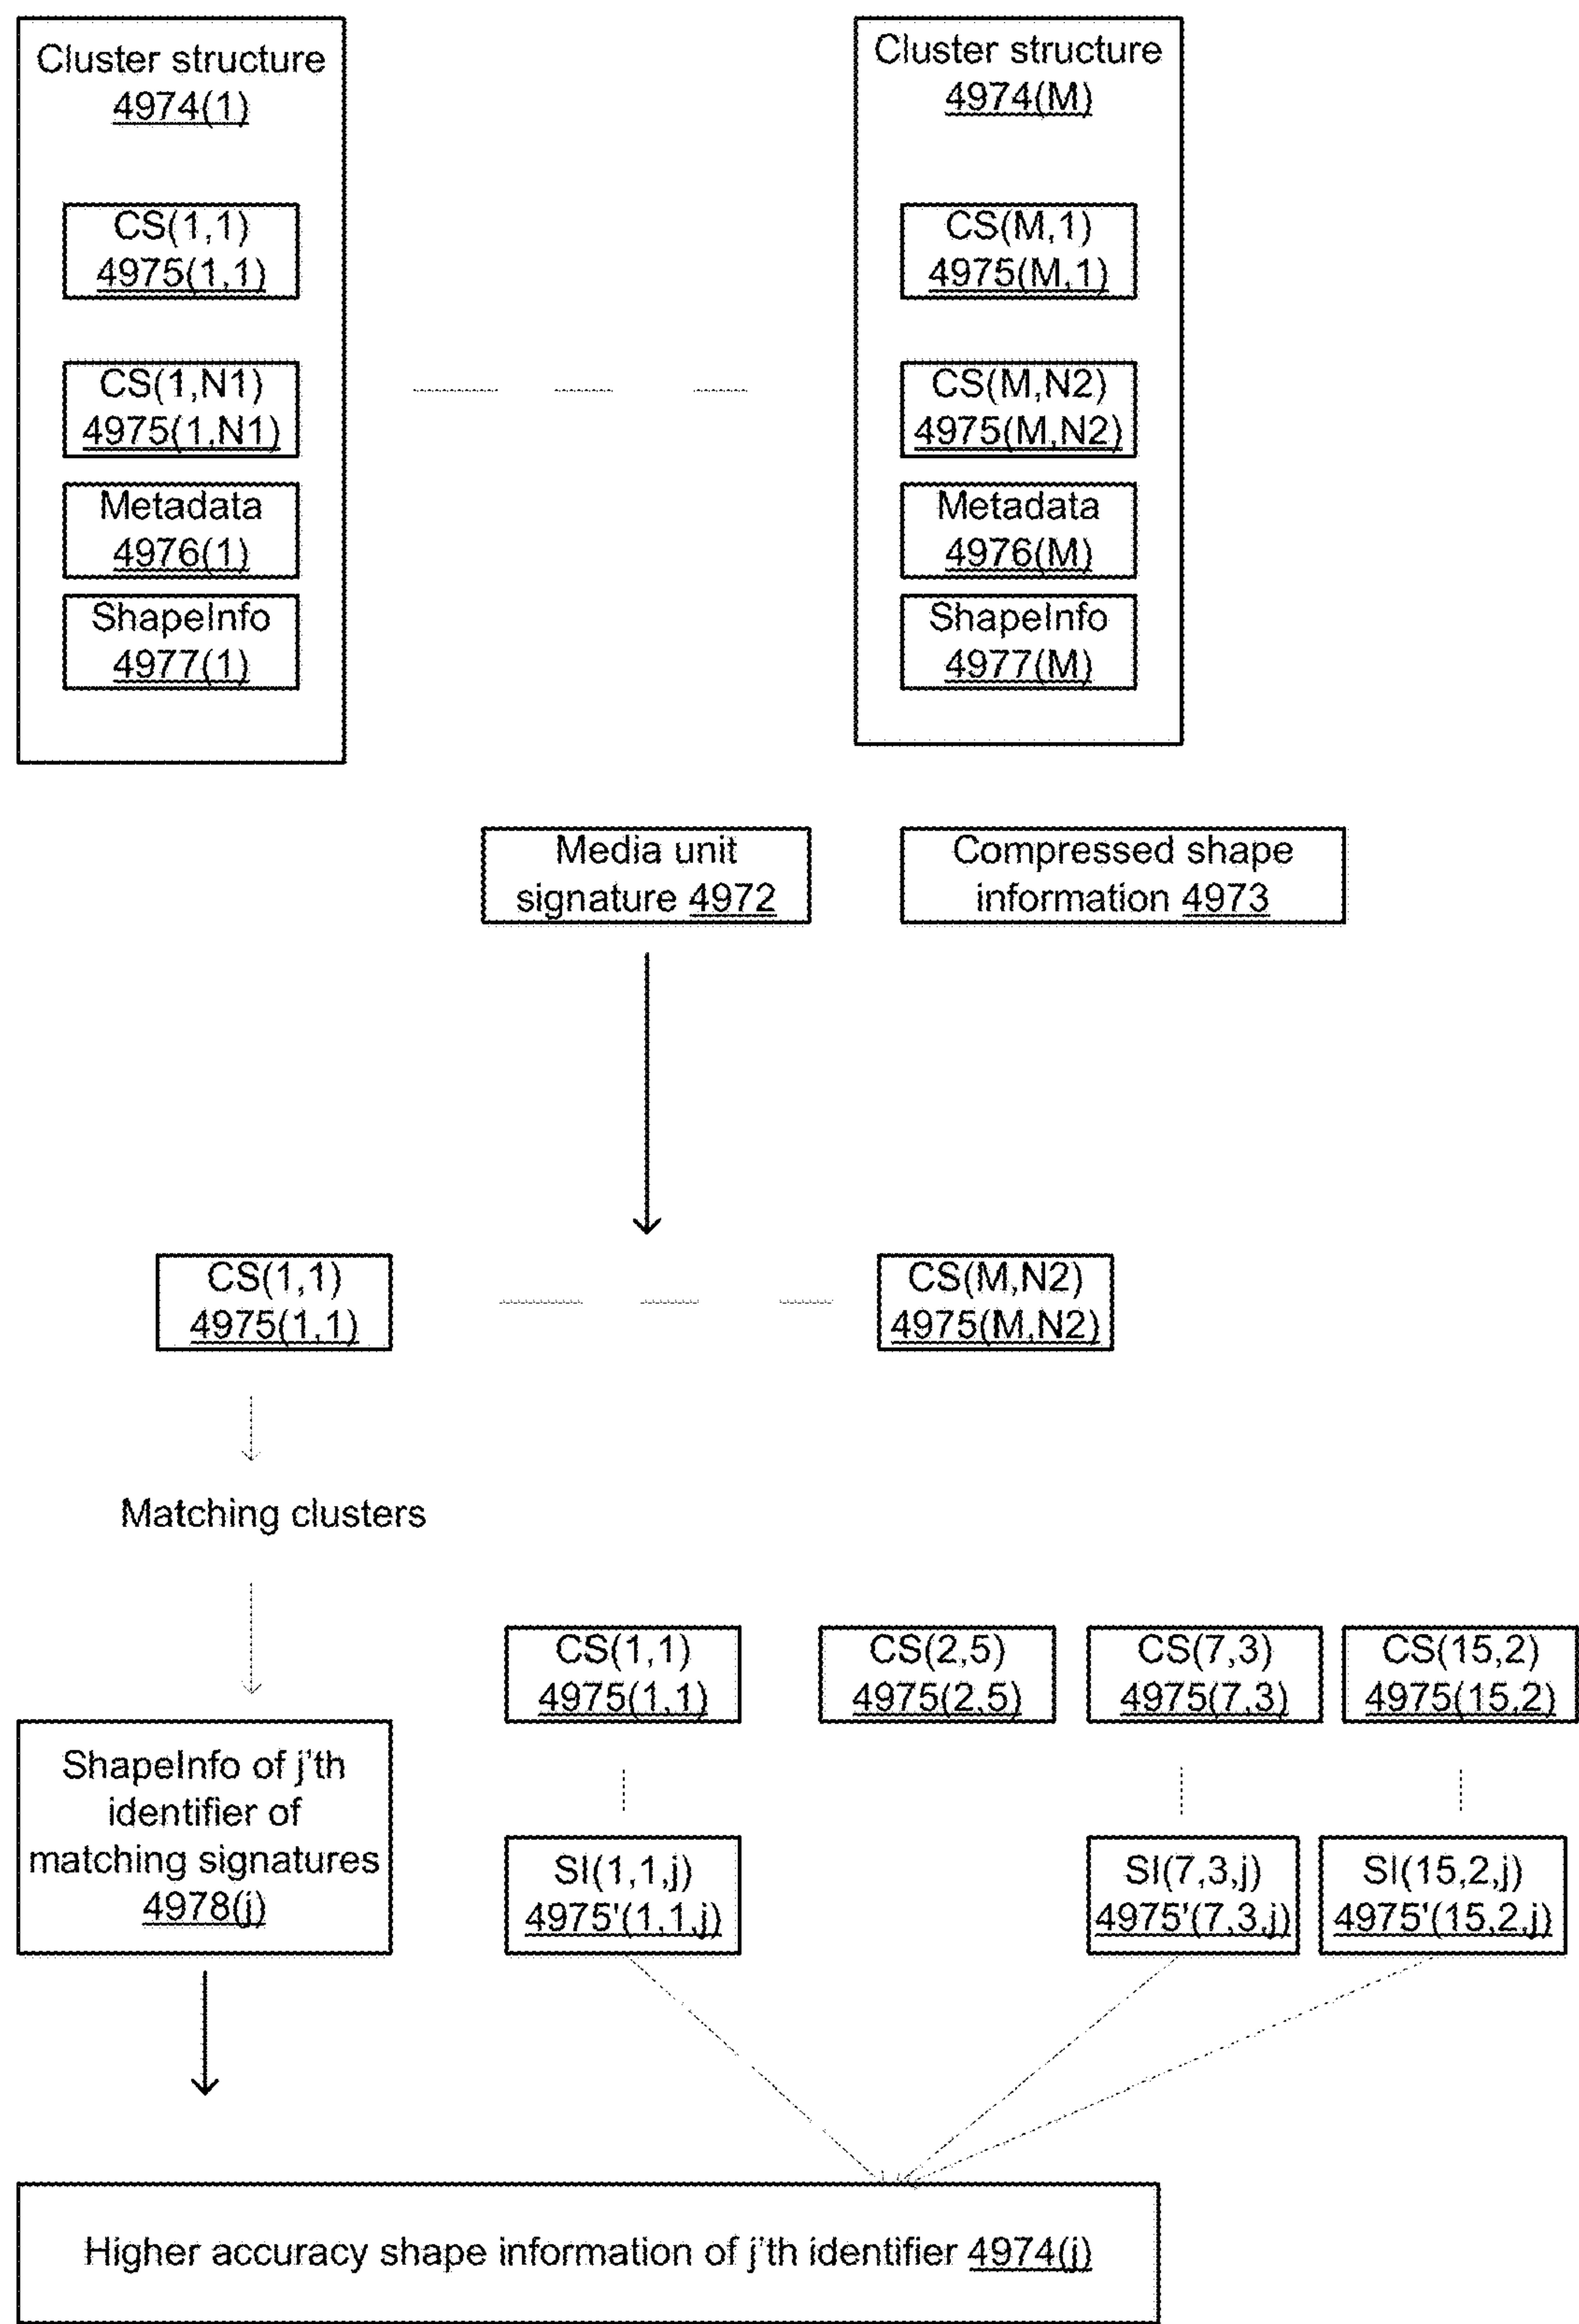 Cluster structure
4974(1)
CS(1,1)
4975(1,1)
CS(1,N1)
4975(1,N1)
Metadata
4976(1)
ShapeInfo
4977(1)
Cluster structure
4974(M)
CS(M,1)
4975(M,1)
CS(M,N2)
4975(M,N2)
Metadata
4976(M)
ShapeInfo
4977(M)
Media unit
signature 4972
Compressed shape
information 4973
CS(1,1)
4975(1,1)
CS(M,N2)
4975(M,N2)
Matching clusters
ShapeInfo of j'th
identifier of
matching signatures
4978(j)
CS(1,1)
4975(1,1)
CS(2,5)
4975(2,5)
CS(7,3)
4975(7,3)
CS(15,2)
4975(15,2)
SI(1,1,j)
4975'(1,1,j)
SI(7,3,j)
4975'(7,3,j)
SI(15,2,j)
4975'(15,2,j)
Higher accuracy shape information of j'th identifier 4974(j)